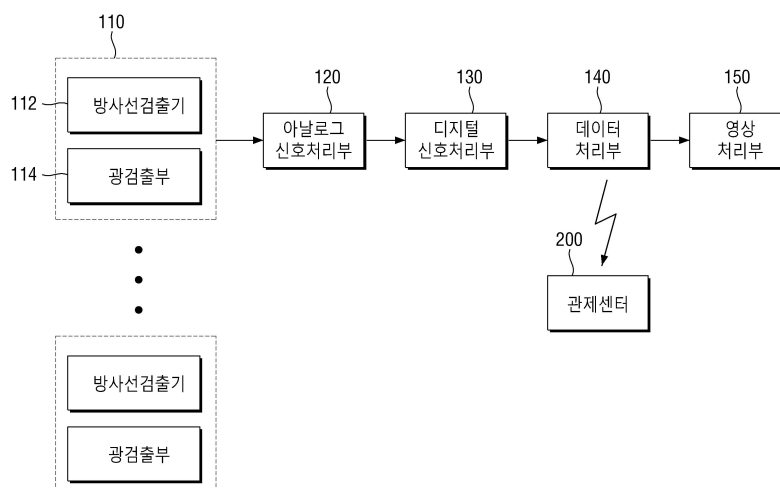 110
112
방사선검출기
114
광검출부
120
아날로그
신호처리부
130
디지털
신호처리부
140
데이터
처리부
150
영상
처리부
200
관제센터
방사선검출기
광검출부